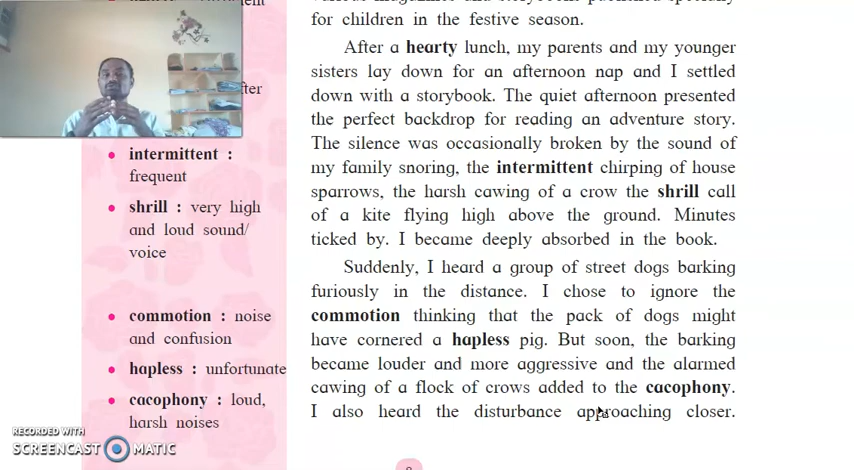 for children in the festive season.
After a hearty lunch, my parents and my younger
sisters lay down for an afternoon nap and I settled
down with a storybook. The quiet afternoon presented
the perfect backdrop for reading an adventure story.
The silence was occasionally broken by the sound of
my family snoring, the intermittent chirping of house
sparrows, the harsh cawing of a crow the shrill call
of a kite flying high above the ground. Minutes
ticked by. I became deeply absorbed in the book.
Suddenly, I heard a group of street dogs barking
furiously in the distance. I chose to ignore the
commotion thinking that the pack of dogs might
have cornered a hapless pig. But soon, the barking
became louder and more aggressive and the alarmed
cawing of a flock of crows added to the cacophony.
I also heard the disturbance approaching closer.
• intermittent :
frequent
• shrill : very high
and loud sound/
voice
• commotion : noise
and confusion
• hapless : unfortunate
• cacophony : loud,
harsh noises
RECORDED WITH
SCREENCAST MATIC